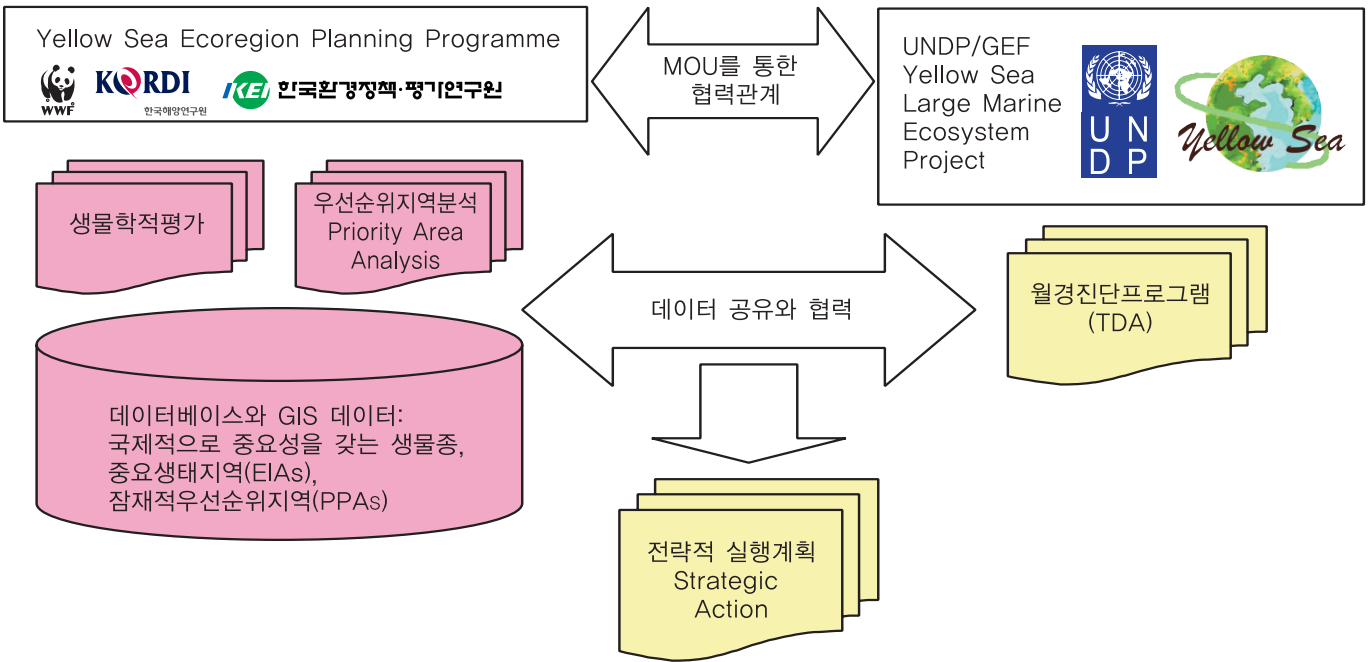 Yellow Sea Ecoregion Planning Programme
WWF
KORDI
한국해양연구원
KEI 한국환경정책·평가연구원
MOU를 통한
협력관계
UNDP/GEF
Yellow Sea
Large Marine
Ecosystem
Project
U N
D P
Yellow Sea
생물학적평가
우선순위지역분석
Priority Area
Analysis
데이터 공유와 협력
월경진단프로그램
(TDA)
데이터베이스와 GIS 데이터:
국제적으로 중요성을 갖는 생물종,
중요생태지역(EIAs),
잠재적우선순위지역(PPAs)
전략적 실행계획
Strategic
Action